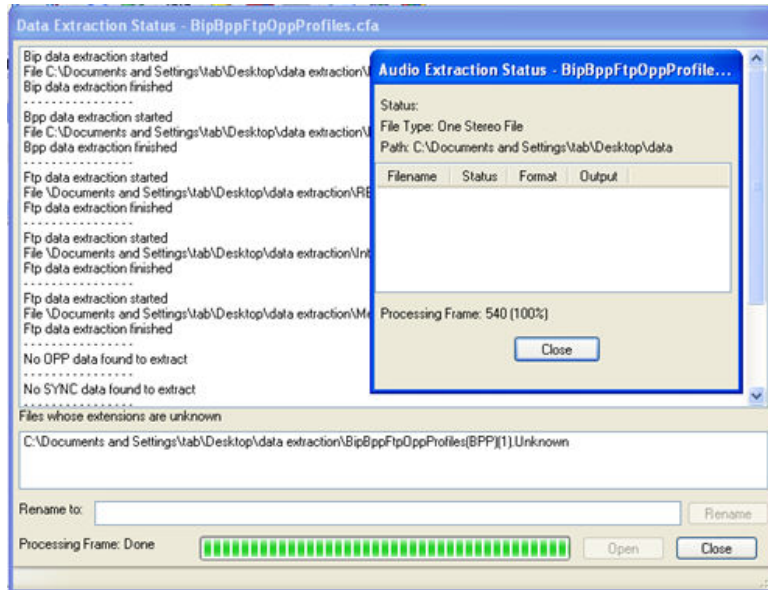 Data Extraction Status - BipBppFtpOppProfiles.cfa
Bip data extraction started
File C:\Documents and Settings\tab\Desktop\data extraction\
Bip data extraction finished
- - - - - - - - - - - - - - - -
Bpp data extraction started
File C:\Documents and Settings\tab\Desktop\data extraction\
Bpp data extraction finished
- - - - - - - - - - - - - - - -
Ftp data extraction started
File \Documents and Settings\tab\Desktop\data extraction\RE
Ftp data extraction finished
- - - - - - - - - - - - - - - -
Ftp data extraction started
File \Documents and Settings\tab\Desktop\data extraction\Int
Ftp data extraction finished
- - - - - - - - - - - - - - - -
Ftp data extraction started
File \Documents and Settings\tab\Desktop\data extraction\Me
Ftp data extraction finished
- - - - - - - - - - - - - - - -
No OPP data found to extract
- - - - - - - - - - - - - - - -
No SYNC data found to extract
- - - - - - - - - - - - - - - -
Audio Extraction Status - BipBppFtpOppProfile...
Status:
File Type: One Stereo File
Path: C:\Documents and Settings\tab\Desktop\data
Filename Status Format Output
Processing Frame: 540 (100%)
Close
Files whose extensions are unknown
C:\Documents and Settings\tab\Desktop\data extraction\BipBppFtpOppProfiles(BPP)(1).Unknown
Rename to:
Rename
Processing Frame: Done
Open
Close